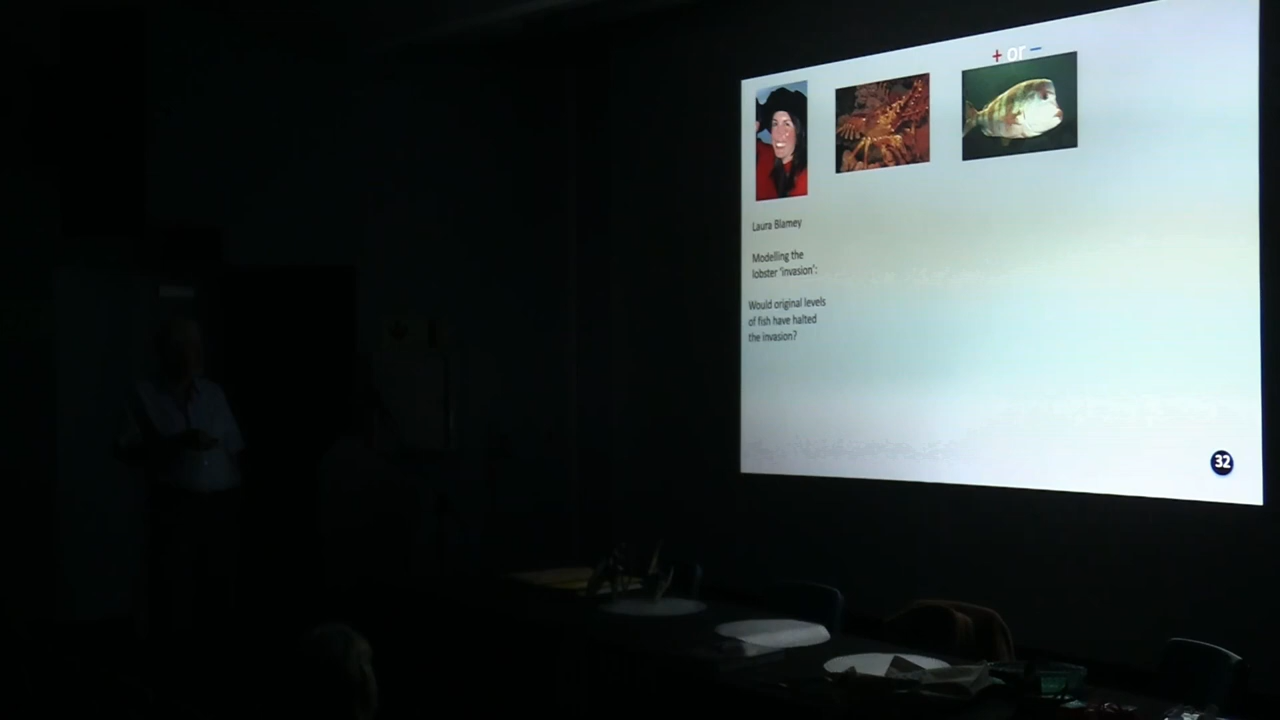 + or −
Laura Blamey
Modelling the
lobster 'invasion':
Would original levels
of fish have halted
the invasion?
32